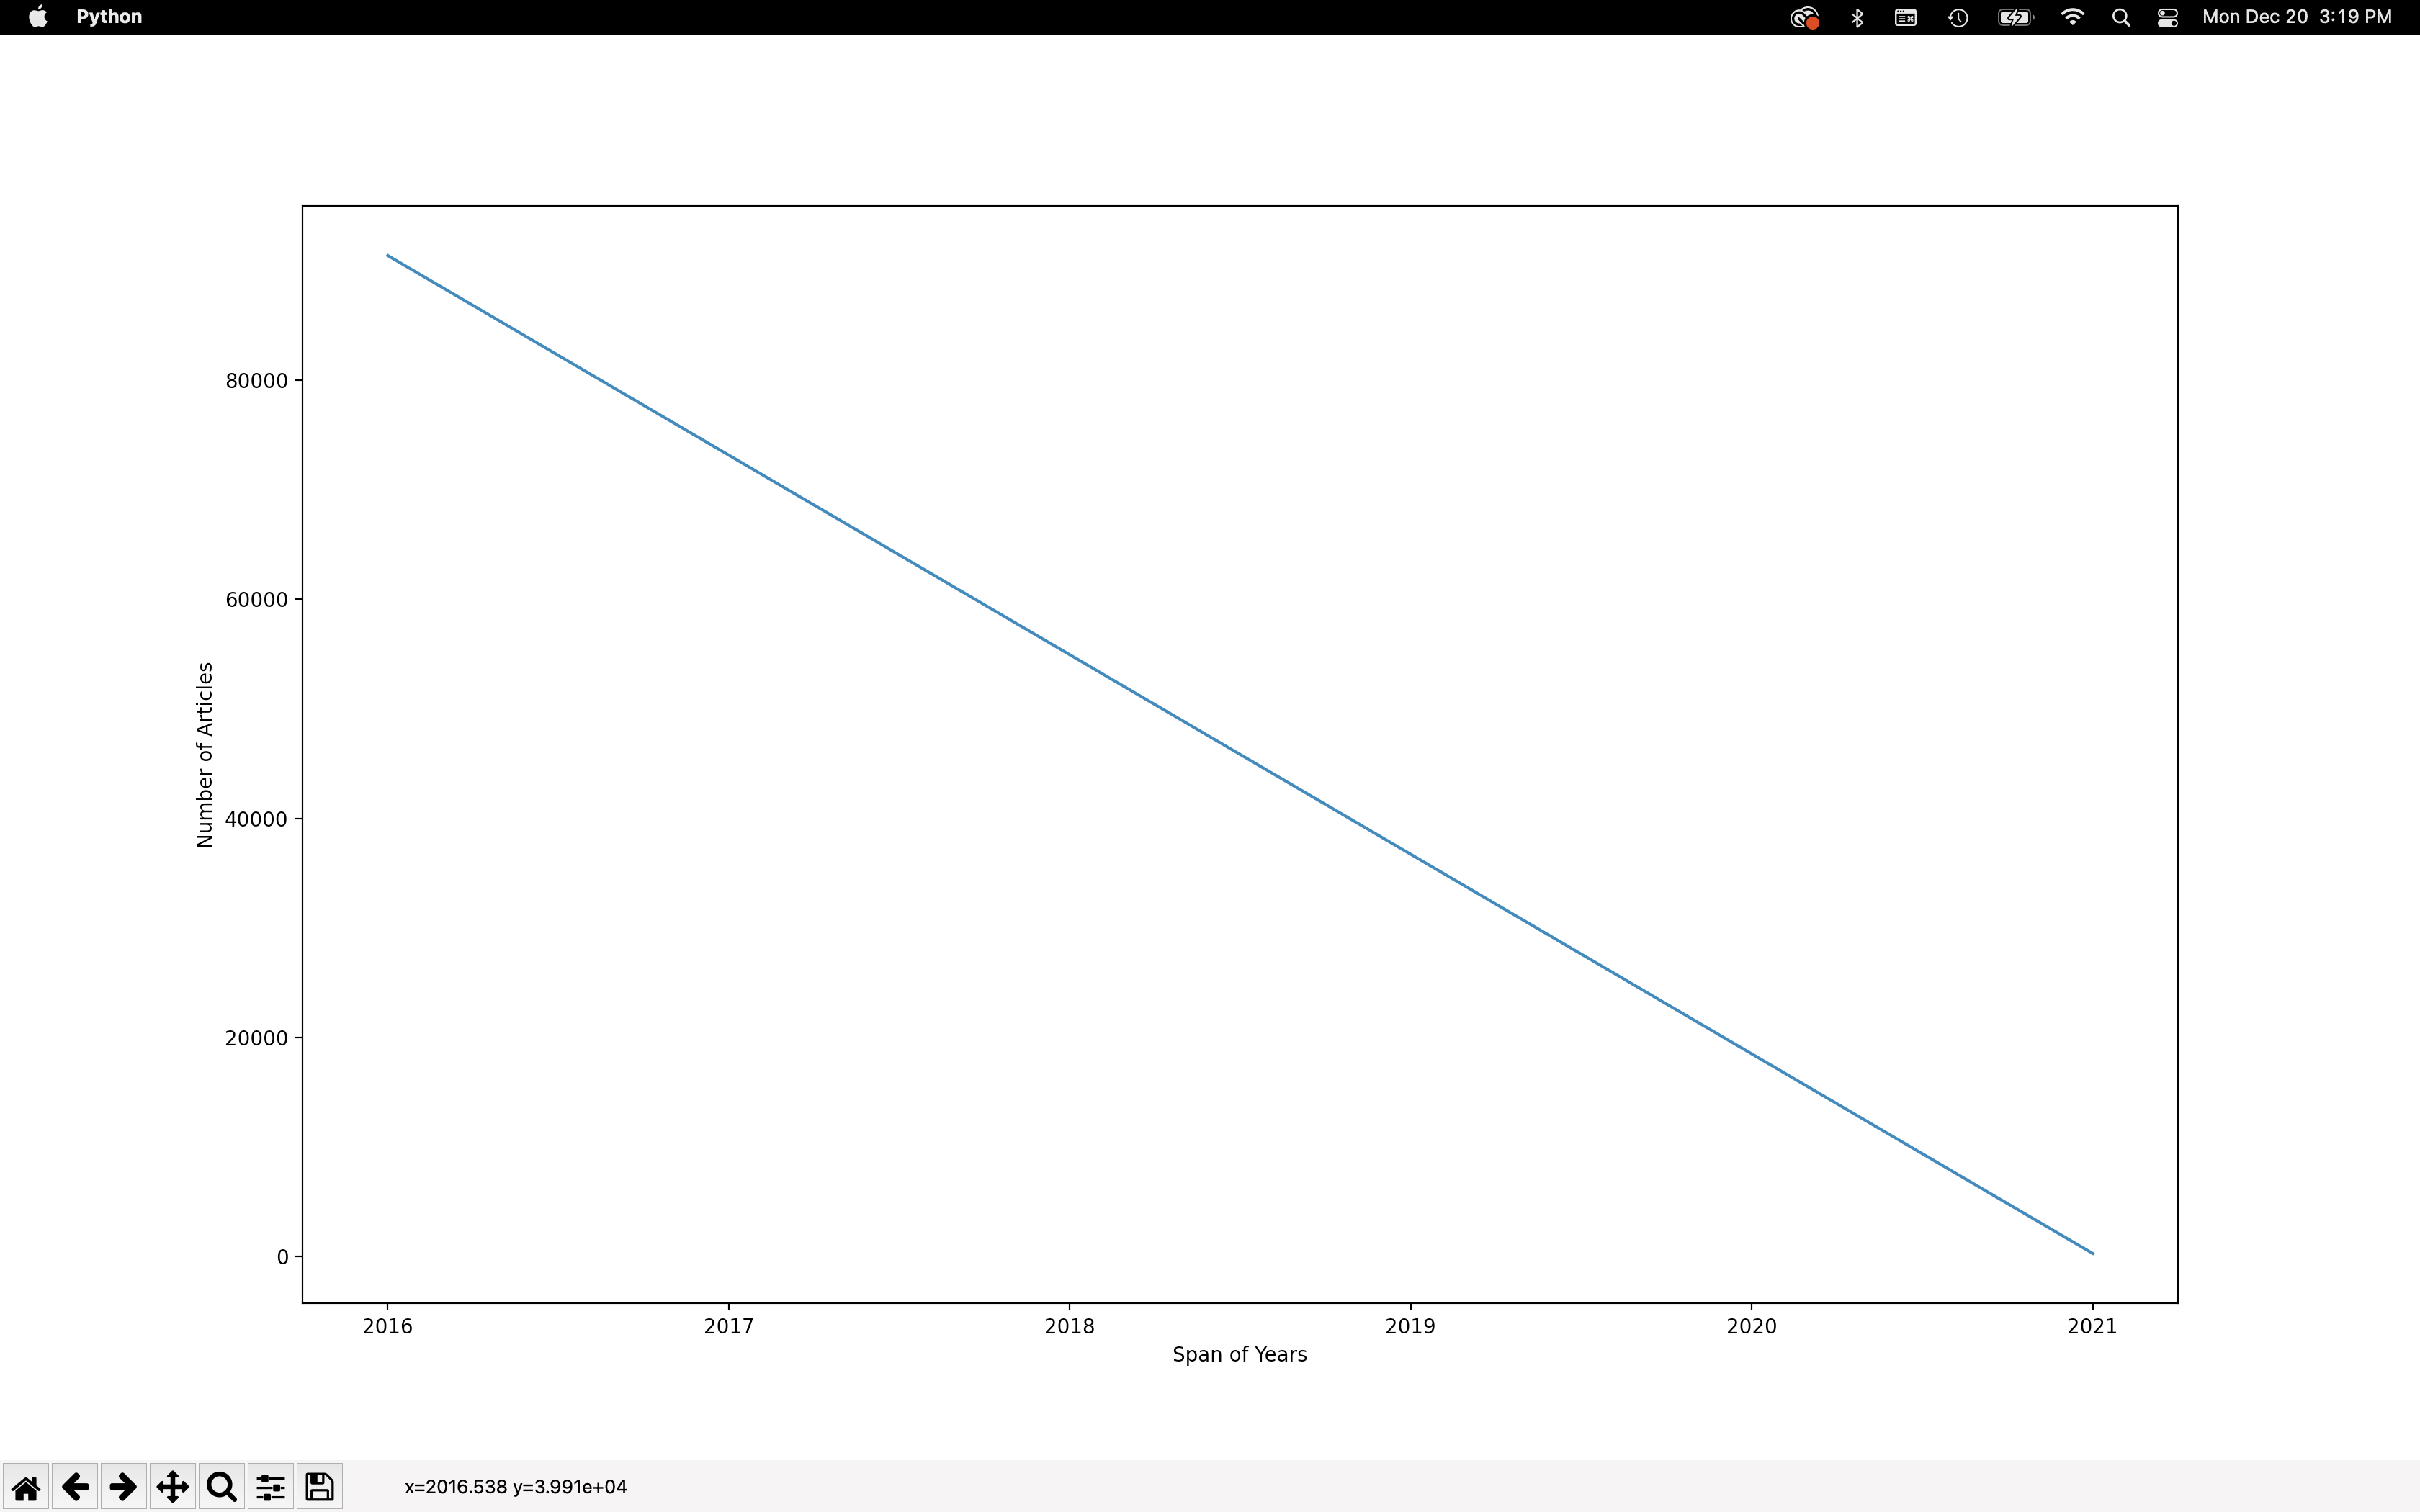 Python
Mon Dec 20 3:19 PM
80000
60000
40000
20000
0
Number of Articles
2016 2017 2018 2019 2020 2021
Span of Years
x=2016.538 y=3.991e+04